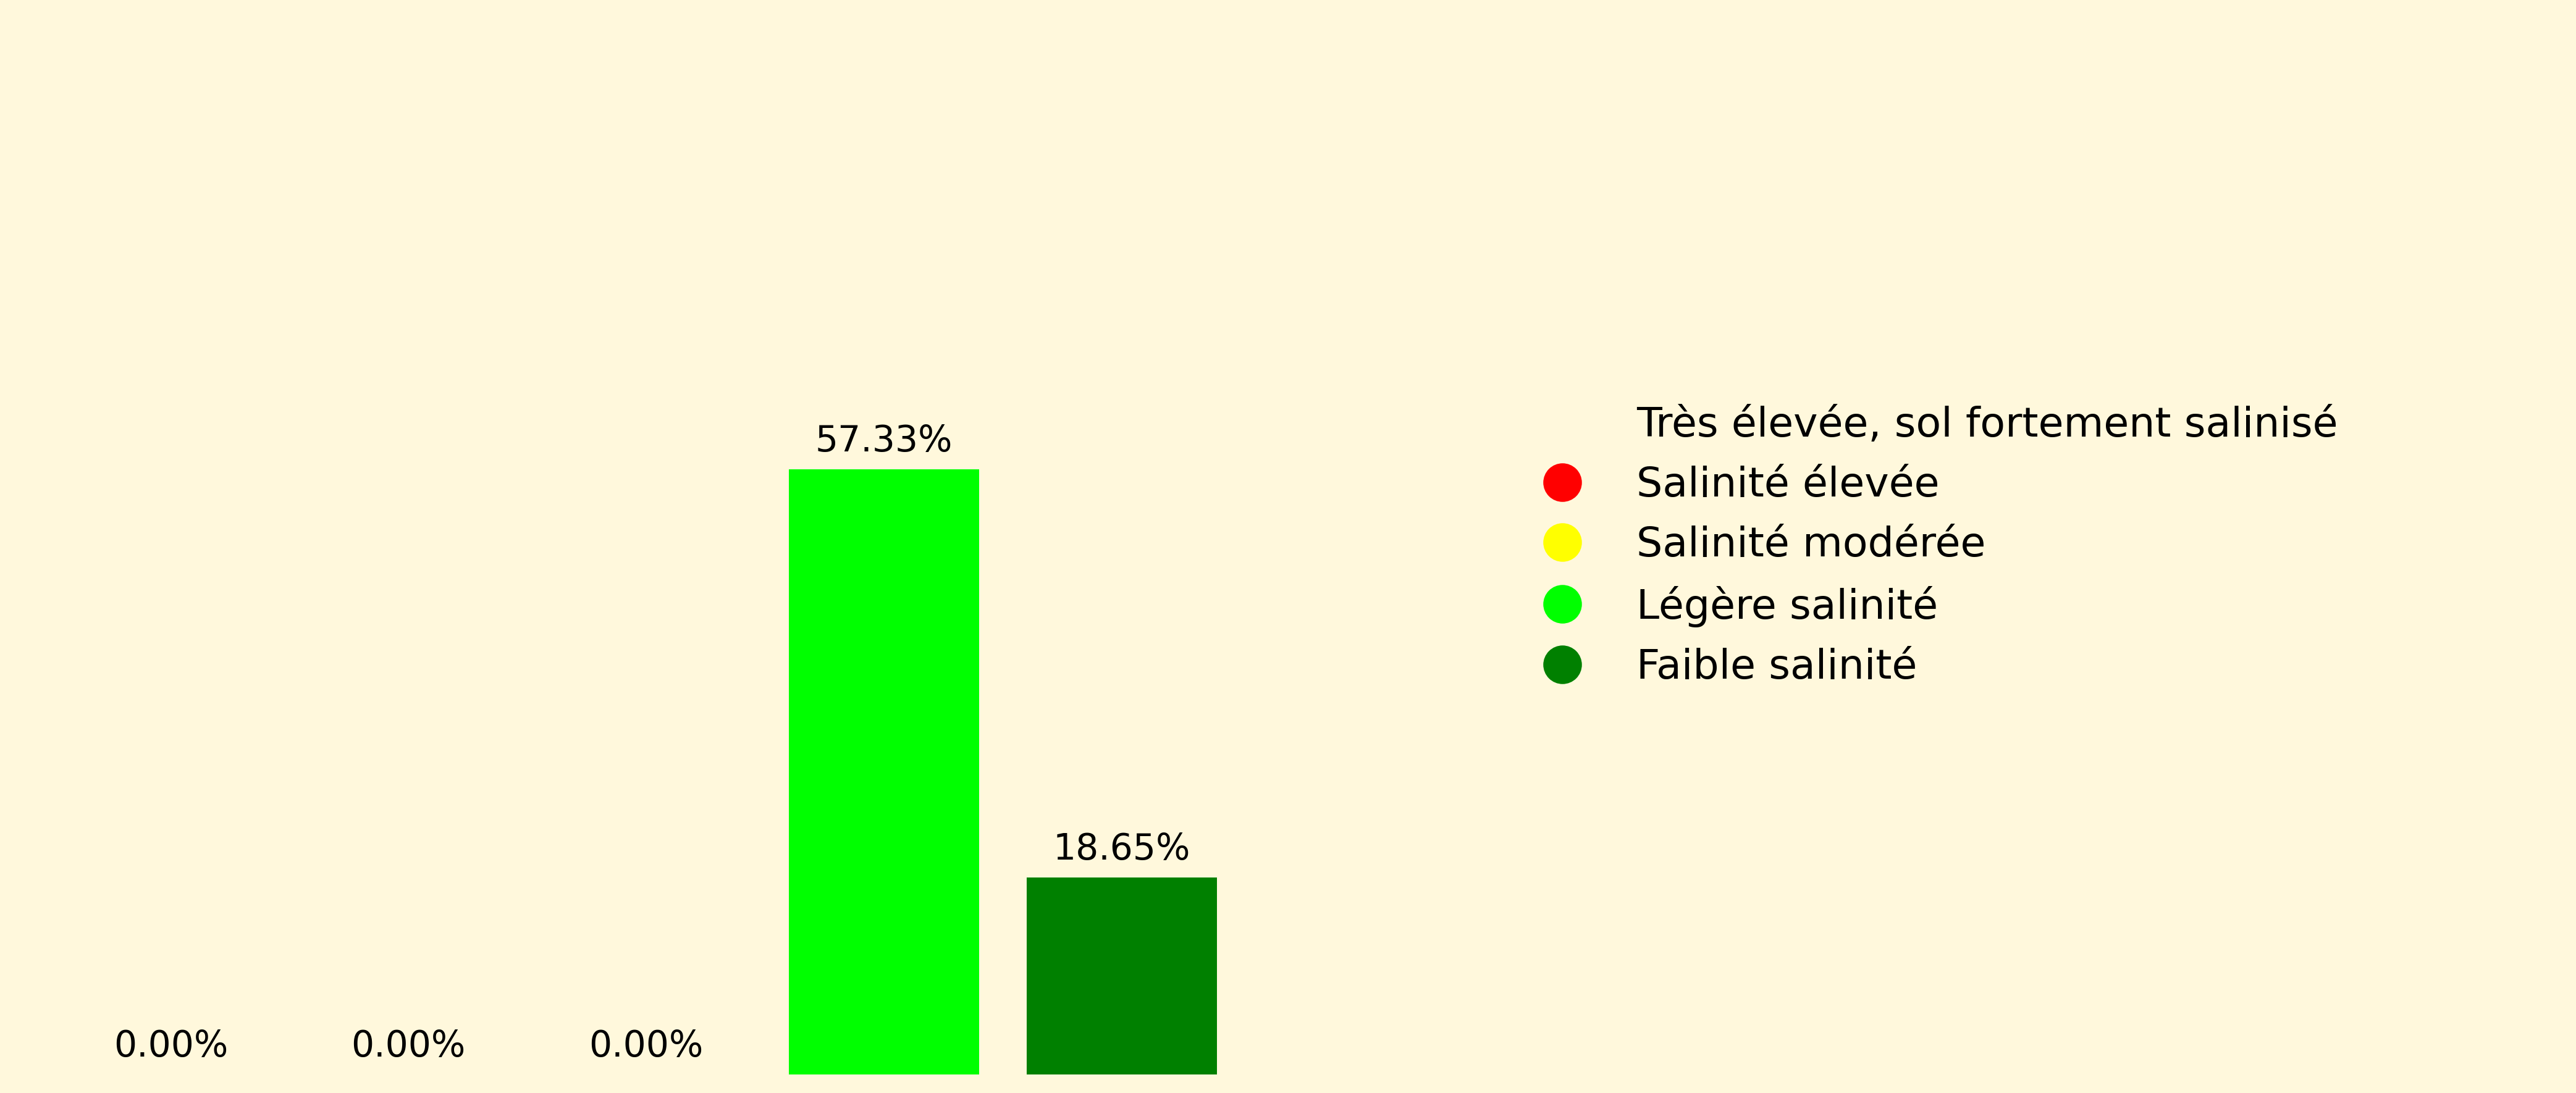 57.33%
18.65%
0.00%
0.00%
0.00%
Très élevée, sol fortement salinisé
Salinité élevée
Salinité modérée
Légère salinité
Faible salinité